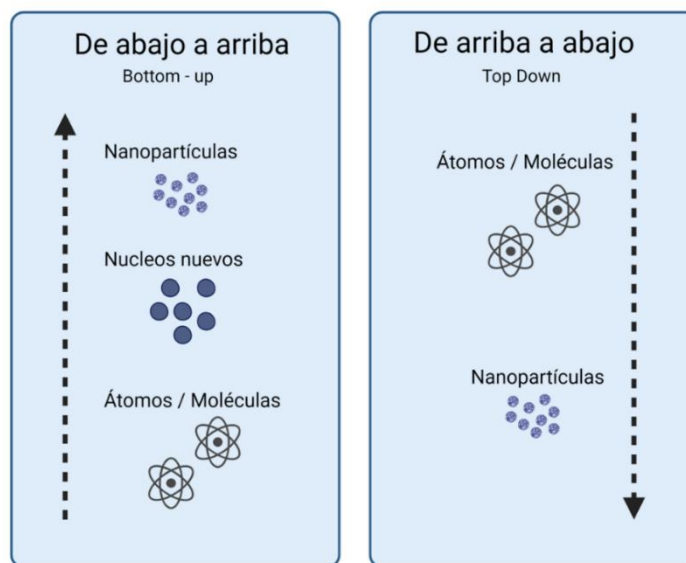 De abajo a arriba
Bottom - up
Nanopartículas
Nucleos nuevos
Átomos / Moléculas
De arriba a abajo
Top Down
Átomos / Moléculas
Nanopartículas